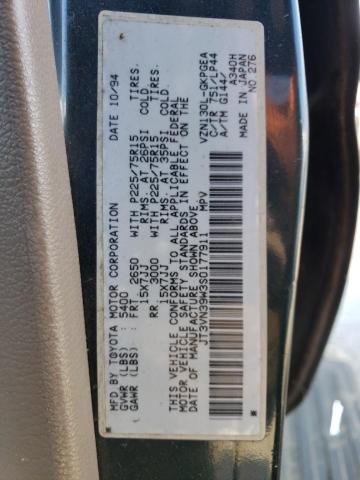 MFD BY TOYOTA MOTOR CORPORATION DATE 10/94
GVWR (LBS) : 5400
GAWR (LBS) : FRT. 2650 WITH P225/75R15 TIRES.
15X7JJ RIMS. AT 26PSI COLD
RR. 3000 WITH P225/75R15 TIRES.
15X7JJ RIMS. AT 35PSI COLD.
THIS VEHICLE CONFORMS TO ALL APPLICABLE FEDERAL
MOTOR VEHICLE SAFETY STANDARDS IN EFFECT ON THE
DATE OF MANUFACTURE SHOWN ABOVE.
JT3VN39W3S0177911 MPV
VZN130L-GKPGEA
C/TR 751K/LP44
A/TM G144/
A340H
MADE IN JAPAN
NO 276